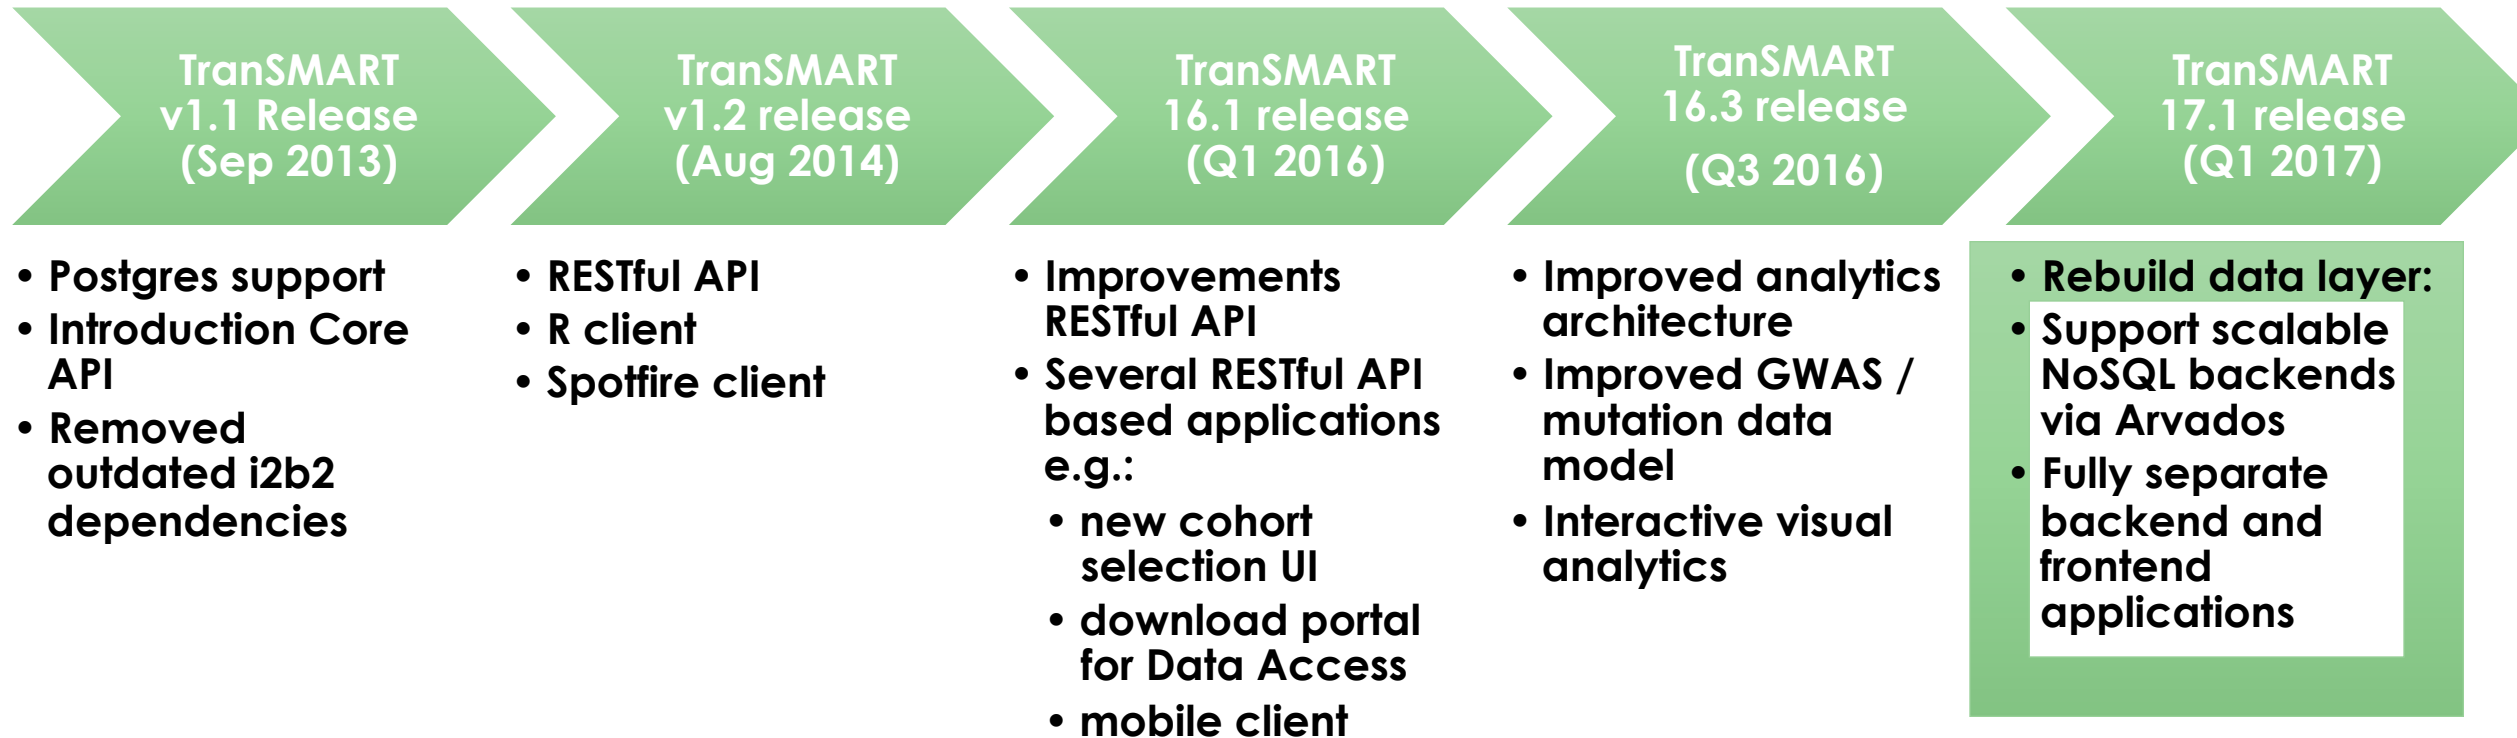 TranSMART
v1.1 Release
(Sep 2013)
TranSMART
v1.2 release
(Aug 2014)
TranSMART
16.1 release
(Q1 2016)
TranSMART
16.3 release
(Q3 2016)
TranSMART
17.1 release
(Q1 2017)
• Postgres support
• Introduction Core
API
• Removed
outdated i2b2
dependencies
• RESTful API
• R client
• Spotfire client
• Improvements
RESTful API
• Several RESTful API
based applications
e.g.:
• new cohort
selection UI
• download portal
for Data Access
• mobile client
• Improved analytics
architecture
• Improved GWAS /
mutation data
model
• Interactive visual
analytics
• Rebuild data layer:
• Support scalable
NoSQL backends
via Arvados
• Fully separate
backend and
frontend
applications